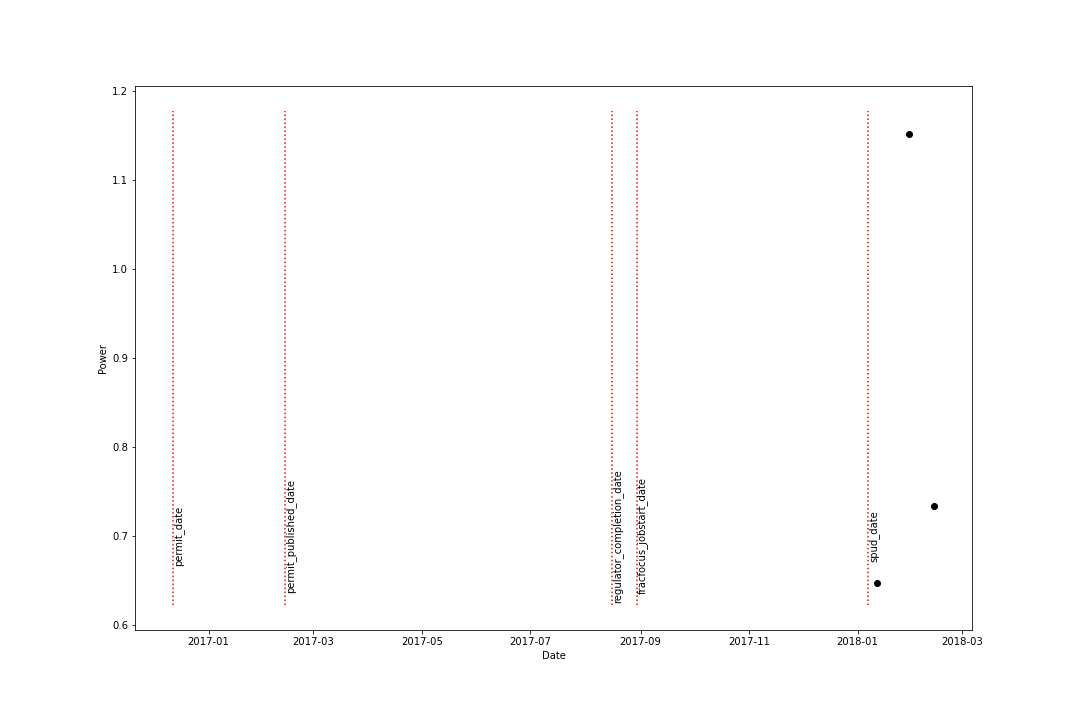 1.2
1.1
1.0
0.9
0.8
0.7
0.6
Power
permit_date
permit_published_date
regulator_completion_date
fracfocus_jobstart_date
spud_date
2017-01
2017-03
2017-05
2017-07
2017-09
2017-11
2018-01
2018-03
Date